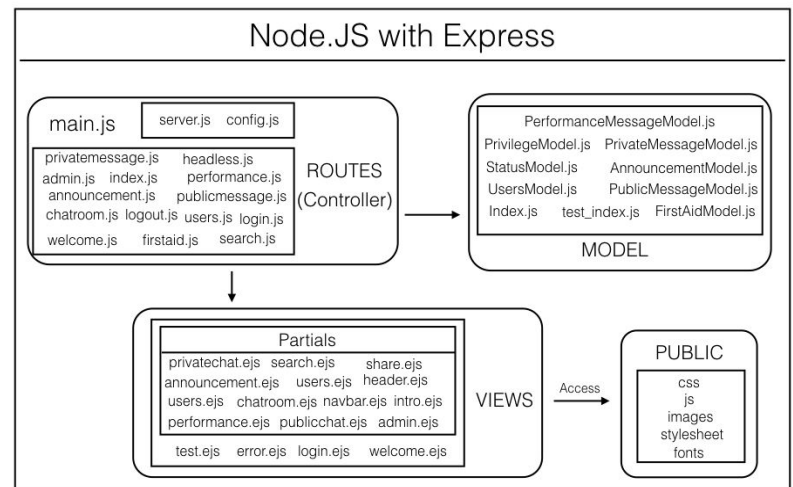 Node.JS with Express
main.js
server.js config.js
privatemessage.js headless.js
admin.js index.js performance.js
announcement.js publicmessage.js
chatroom.js logout.js users.js login.js
welcome.js firstaid.js search.js
ROUTES
(Controller)
PerformanceMessageModel.js
PrivilegeModel.js PrivateMessageModel.js
StatusModel.js AnnouncementModel.js
UsersModel.js PublicMessageModel.js
Index.js test_index.js FirstAidModel.js
MODEL
Partials
privatechat.ejs search.ejs share.ejs
announcement.ejs users.ejs header.ejs
users.ejs chatroom.ejs navbar.ejs intro.ejs
performance.ejs publicchat.ejs admin.ejs
test.ejs error.ejs login.ejs welcome.ejs
VIEWS
Access
PUBLIC
css
js
images
stylesheet
fonts